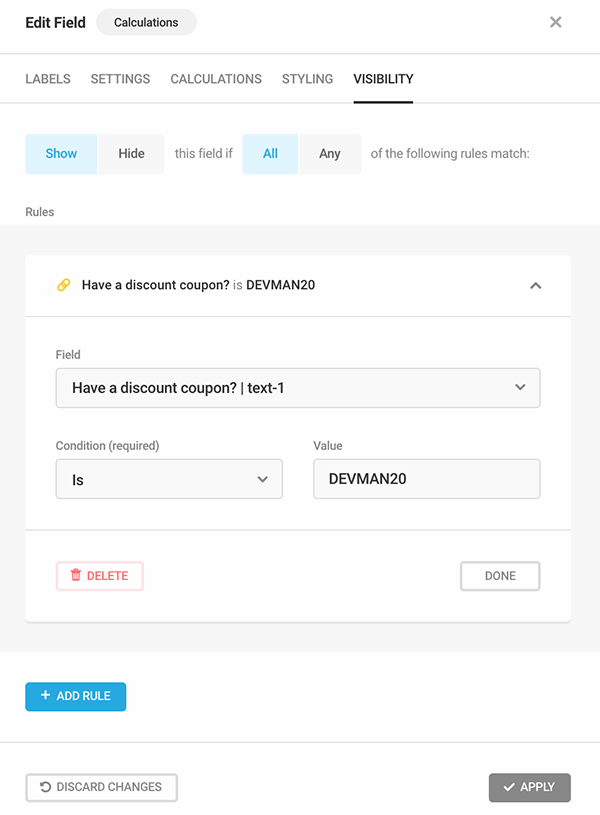 Edit Field Calculations
LABELS SETTINGS CALCULATIONS STYLING VISIBILITY
Show Hide this field if All Any of the following rules match:
Rules
Have a discount coupon? is DEVMAN20
Field
Have a discount coupon? | text-1
Condition (required) Value
Is DEVMAN20
DELETE DONE
+ ADD RULE
DISCARD CHANGES APPLY